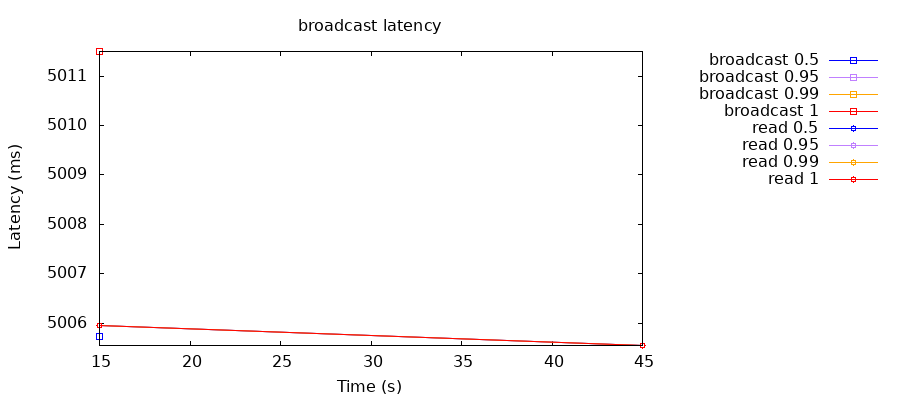 broadcast latency
5011
5010
5009
5008
5007
5006
Latency (ms)
15 20 25 30 35 40 45
Time (s)
broadcast 0.5
broadcast 0.95
broadcast 0.99
broadcast 1
read 0.5
read 0.95
read 0.99
read 1